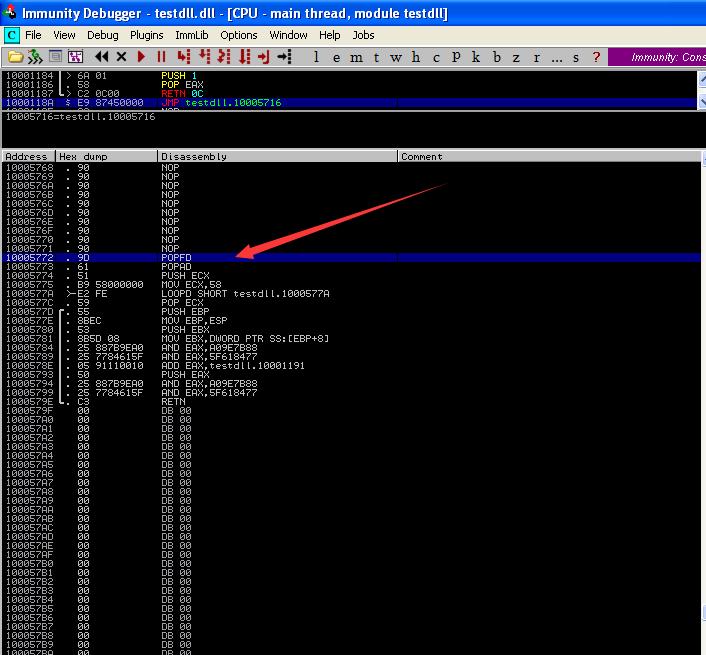 Immunity Debugger - testdll.dll - [CPU - main thread, module testdll]
C File View Debug Plugins ImmLib Options Window Help Jobs
l e m t w h c p k b z r ... s ? Immunity: Cons
10001184 > 6A 01 PUSH 1
10001186 . 58 POP EAX
10001187 > C2 0C00 RETN 0C
1000118A $ E9 87450000 JMP testdll.10005716
10005716=testdll.10005716
Address Hex dump Disassembly Comment
10005768 . 90 NOP
10005769 . 90 NOP
1000576A . 90 NOP
1000576B . 90 NOP
1000576C . 90 NOP
1000576D . 90 NOP
1000576E . 90 NOP
1000576F . 90 NOP
10005770 . 90 NOP
10005771 . 90 NOP
10005772 . 9D POPFD
10005773 . 61 POPAD
10005774 . 51 PUSH ECX
10005775 . B9 58000000 MOV ECX,58
1000577A >-E2 FE LOOPD SHORT testdll.1000577A
1000577C . 59 POP ECX
1000577D . 55 PUSH EBP
1000577E . 8BEC MOV EBP,ESP
10005780 . 53 PUSH EBX
10005781 . 8B5D 08 MOV EBX,DWORD PTR SS:[EBP+8]
10005784 . 25 887B9EA0 AND EAX,A09E7B88
10005789 . 25 7784615F AND EAX,5F618477
1000578E . 05 91110010 ADD EAX,testdll.10001191
10005793 . 50 PUSH EAX
10005794 . 25 887B9EA0 AND EAX,A09E7B88
10005799 . 25 7784615F AND EAX,5F618477
1000579E . C3 RETN
1000579F 00 DB 00
100057A0 00 DB 00
100057A1 00 DB 00
100057A2 00 DB 00
100057A3 00 DB 00
100057A4 00 DB 00
100057A5 00 DB 00
100057A6 00 DB 00
100057A7 00 DB 00
100057A8 00 DB 00
100057A9 00 DB 00
100057AA 00 DB 00
100057AB 00 DB 00
100057AC 00 DB 00
100057AD 00 DB 00
100057AE 00 DB 00
100057AF 00 DB 00
100057B0 00 DB 00
100057B1 00 DB 00
100057B2 00 DB 00
100057B3 00 DB 00
100057B4 00 DB 00
100057B5 00 DB 00
100057B6 00 DB 00
100057B7 00 DB 00
100057B8 00 DB 00
100057B9 00 DB 00
100057BA 00 DB 00